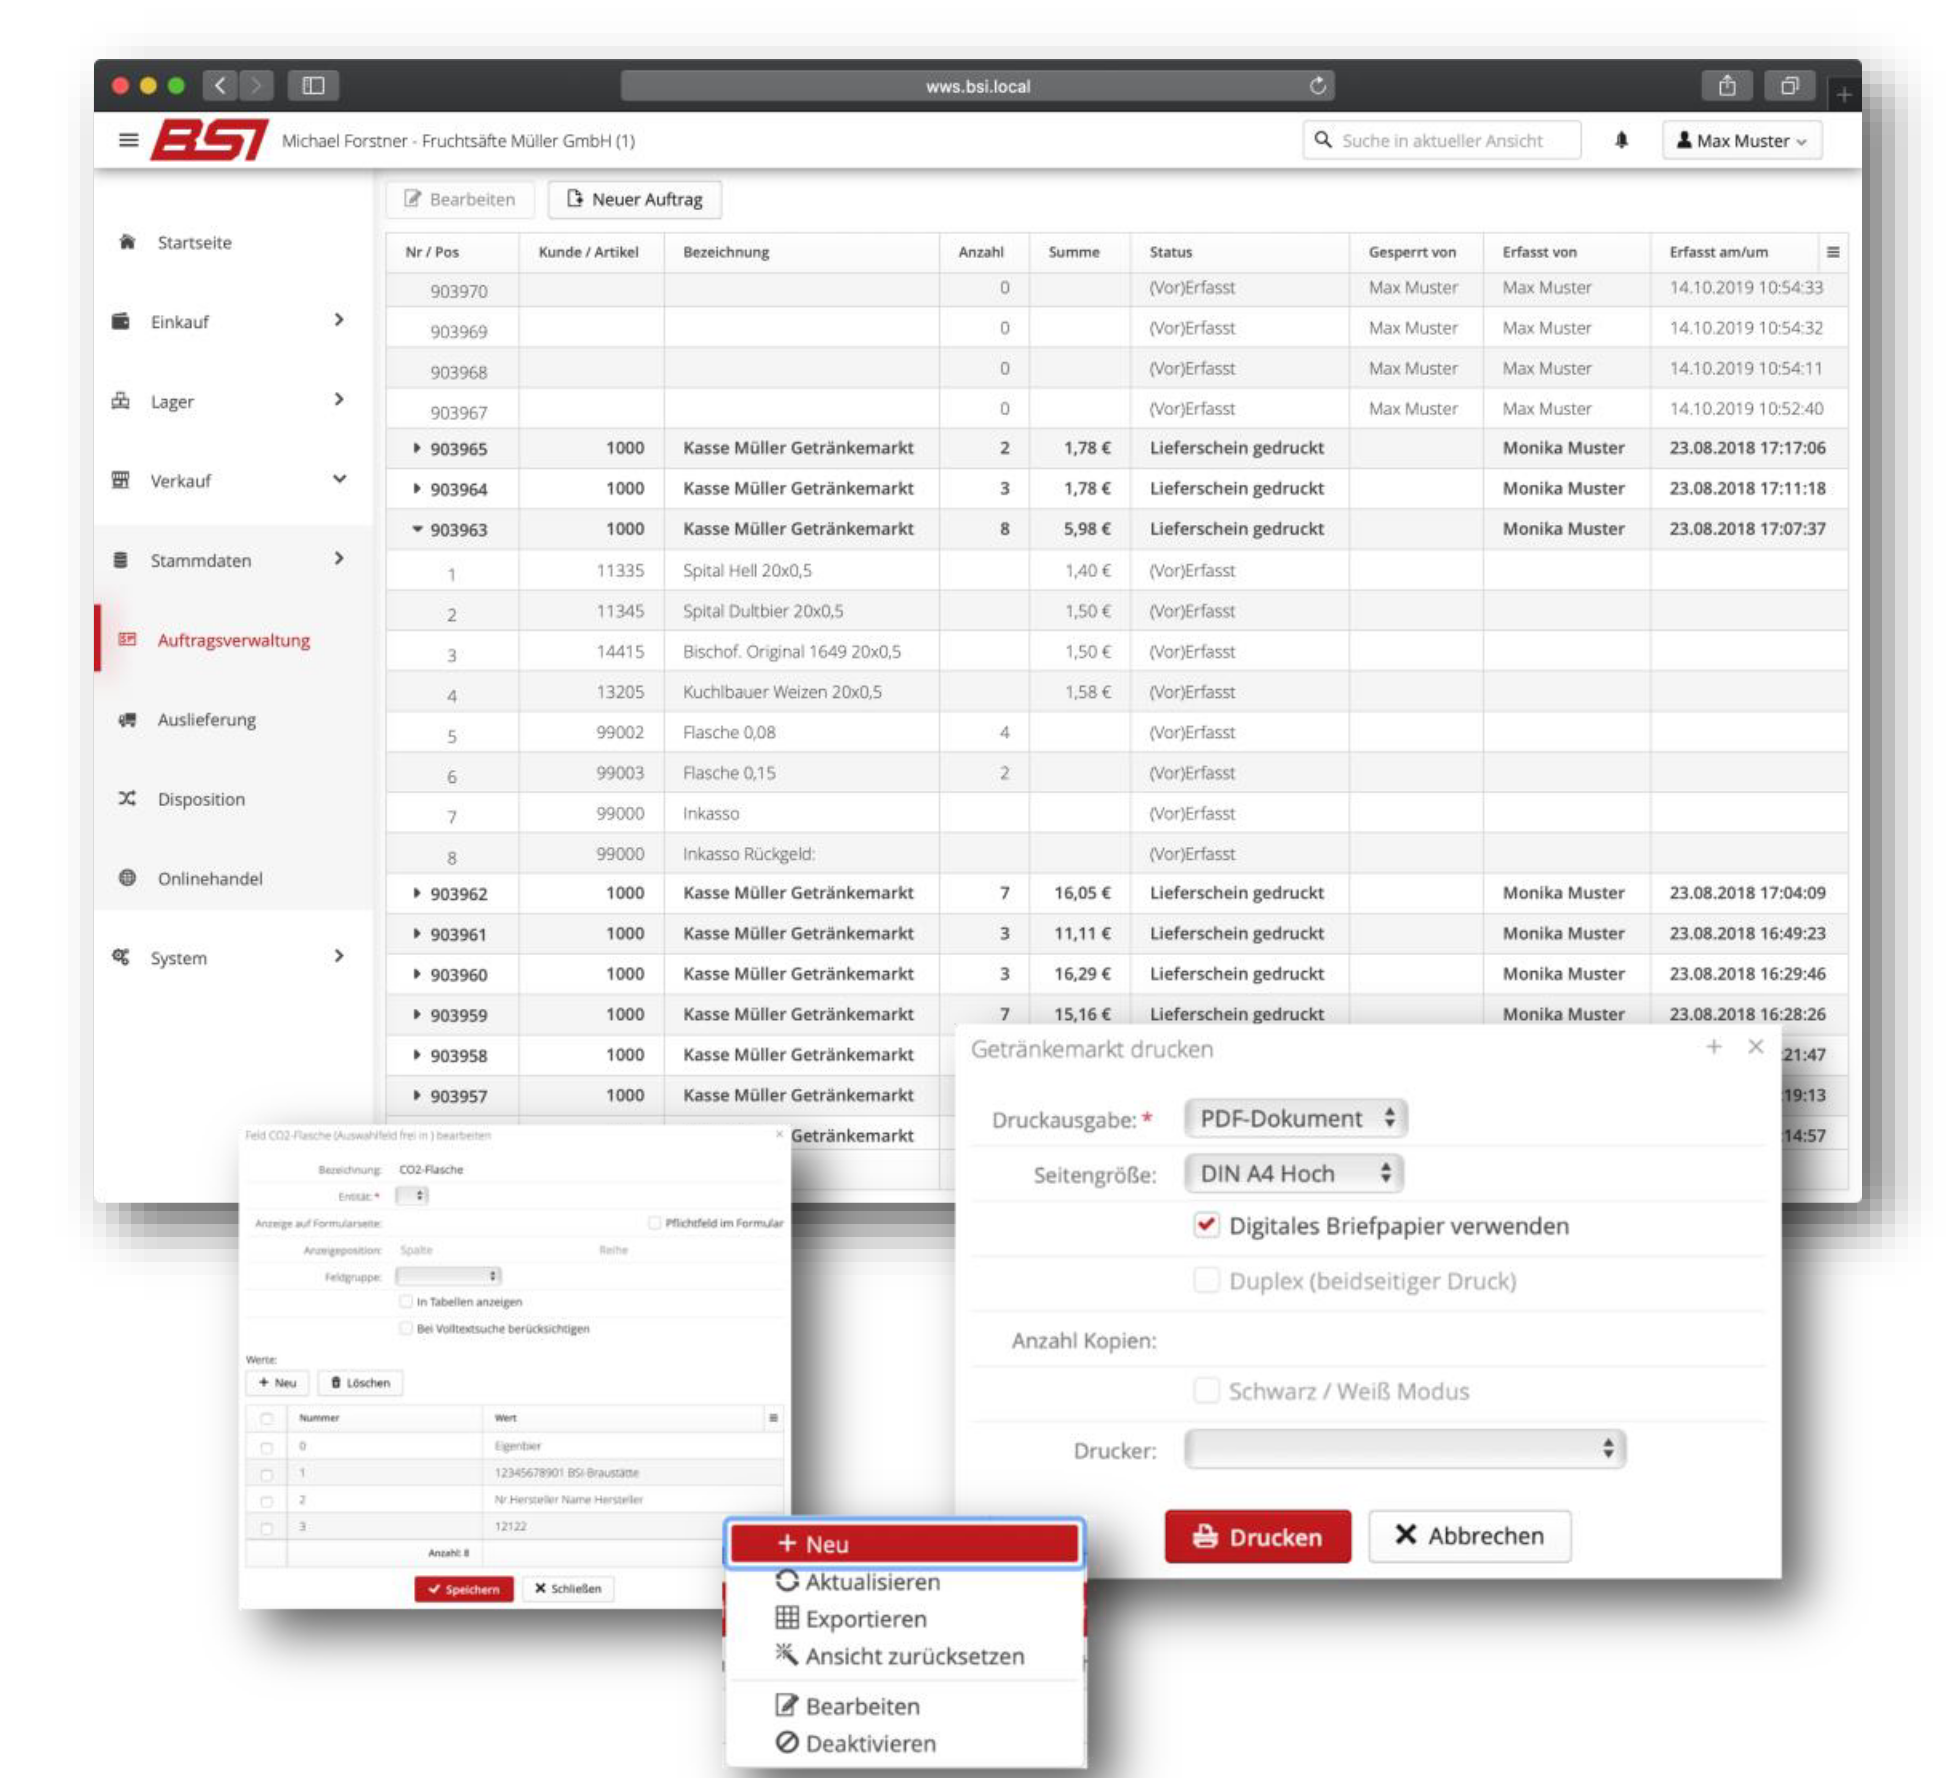 wws.bsi.local
BSI Michael Forstner - Fruchtsäfte Müller GmbH (1) Suche in aktueller Ansicht Max Muster
Bearbeiten Neuer Auftrag
Startseite
Einkauf
Lager
Verkauf
Stammdaten
Auftragsverwaltung
Auslieferung
Disposition
Onlinehandel
System
Nr / Pos Kunde / Artikel Bezeichnung Anzahl Summe Status Gesperrt von Erfasst von Erfasst am/um
903970 0 (Vor)Erfasst Max Muster Max Muster 14.10.2019 10:54:33
903969 0 (Vor)Erfasst Max Muster Max Muster 14.10.2019 10:54:32
903968 0 (Vor)Erfasst Max Muster Max Muster 14.10.2019 10:54:11
903967 0 (Vor)Erfasst Max Muster Max Muster 14.10.2019 10:52:40
903965 1000 Kasse Müller Getränkemarkt 2 1,78 € Lieferschein gedruckt Monika Muster 23.08.2018 17:17:06
903964 1000 Kasse Müller Getränkemarkt 3 1,78 € Lieferschein gedruckt Monika Muster 23.08.2018 17:11:18
903963 1000 Kasse Müller Getränkemarkt 8 5,98 € Lieferschein gedruckt Monika Muster 23.08.2018 17:07:37
1 11335 Spital Hell 20x0,5 1,40 € (Vor)Erfasst
2 11345 Spital Dultbier 20x0,5 1,50 € (Vor)Erfasst
3 14415 Bischof. Original 1649 20x0,5 1,50 € (Vor)Erfasst
4 13205 Kuchlbauer Weizen 20x0,5 1,58 € (Vor)Erfasst
5 99002 Flasche 0,08 4 (Vor)Erfasst
6 99003 Flasche 0,15 2 (Vor)Erfasst
7 99000 Inkasso (Vor)Erfasst
8 99000 Inkasso Rückgeld: (Vor)Erfasst
903962 1000 Kasse Müller Getränkemarkt 7 16,05 € Lieferschein gedruckt Monika Muster 23.08.2018 17:04:09
903961 1000 Kasse Müller Getränkemarkt 3 11,11 € Lieferschein gedruckt Monika Muster 23.08.2018 16:49:23
903960 1000 Kasse Müller Getränkemarkt 3 16,29 € Lieferschein gedruckt Monika Muster 23.08.2018 16:29:46
903959 1000 Kasse Müller Getränkemarkt 7 15,16 € Lieferschein gedruckt Monika Muster 23.08.2018 16:28:26
903958 1000 Kasse Müller Getränkemarkt :21:47
903957 1000 Kasse Müller Getränkemarkt :19:13
Getränkemarkt :14:57
Feld CO2-Flasche (Auswahlfeld frei in ) bearbeiten
Bezeichnung: CO2-Flasche
Entität: *
Anzeige auf Formularseite: Pflichtfeld im Formular
Anzeigeposition: Spalte Reihe
Feldgruppe:
In Tabellen anzeigen
Bei Volltextsuche berücksichtigen
Werte:
Neu Löschen
Nummer Wert
0 Eigenbier
1 12345678901 BSI-Braustätte
2 Nr.Hersteller Name Hersteller
3 12122
Anzahl: 8
Speichern Schließen
Getränkemarkt drucken
Druckausgabe: * PDF-Dokument
Seitengröße: DIN A4 Hoch
Digitales Briefpapier verwenden
Duplex (beidseitiger Druck)
Anzahl Kopien:
Schwarz / Weiß Modus
Drucker:
Drucken Abbrechen
Neu
Aktualisieren
Exportieren
Ansicht zurücksetzen
Bearbeiten
Deaktivieren